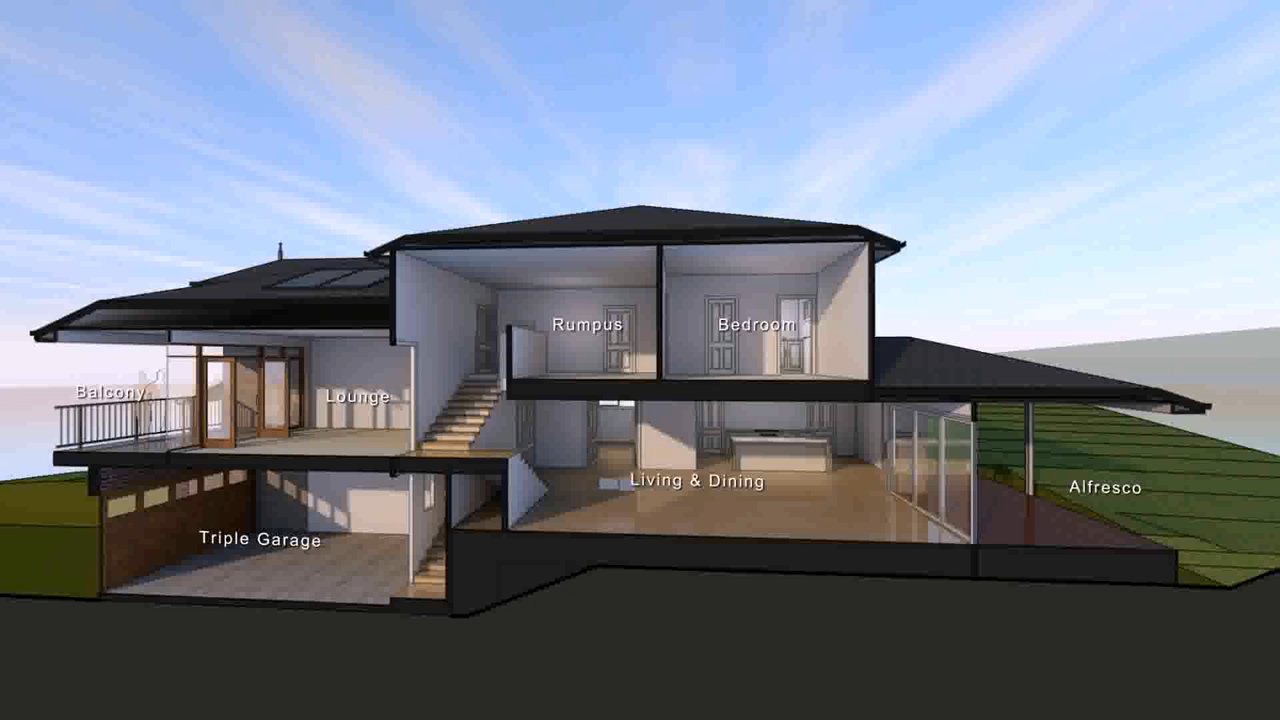 Rumpus
Bedroom
Balcony
Lounge
Living & Dining
Alfresco
Triple Garage